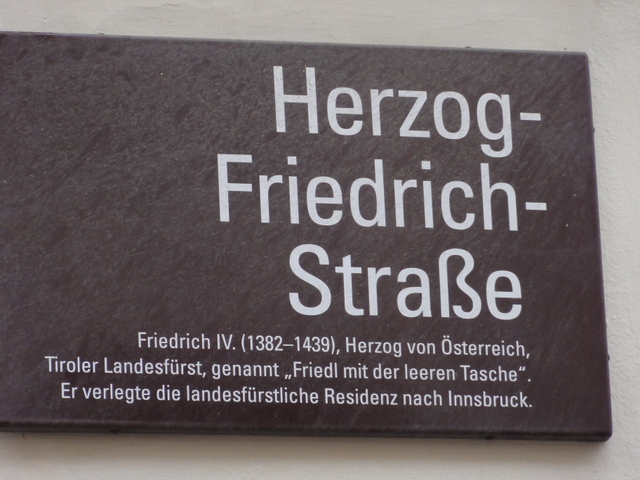 Herzog-
Friedrich-
Straße
Friedrich IV. (1382–1439), Herzog von Österreich,
Tiroler Landesfürst, genannt „Friedl mit der leeren Tasche“.
Er verlegte die landesfürstliche Residenz nach Innsbruck.